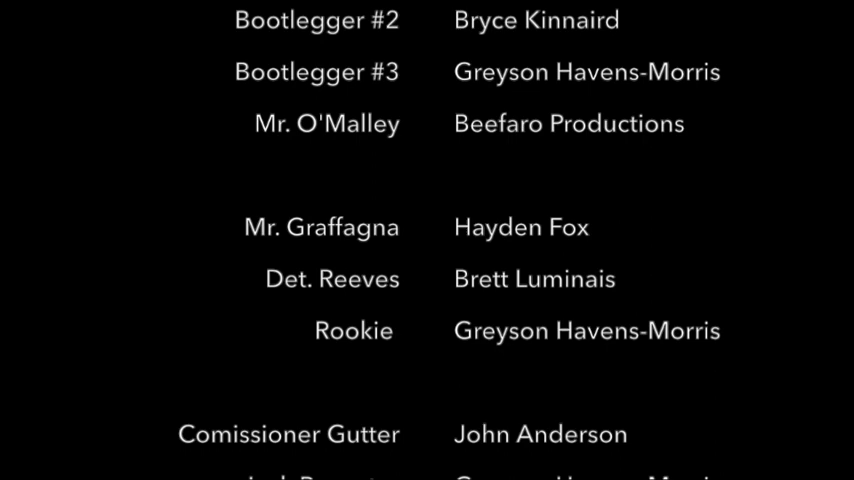 Bootlegger #2 Bryce Kinnaird
Bootlegger #3 Greyson Havens-Morris
Mr. O'Malley Beefaro Productions
Mr. Graffagna Hayden Fox
Det. Reeves Brett Luminais
Rookie Greyson Havens-Morris
Comissioner Gutter John Anderson